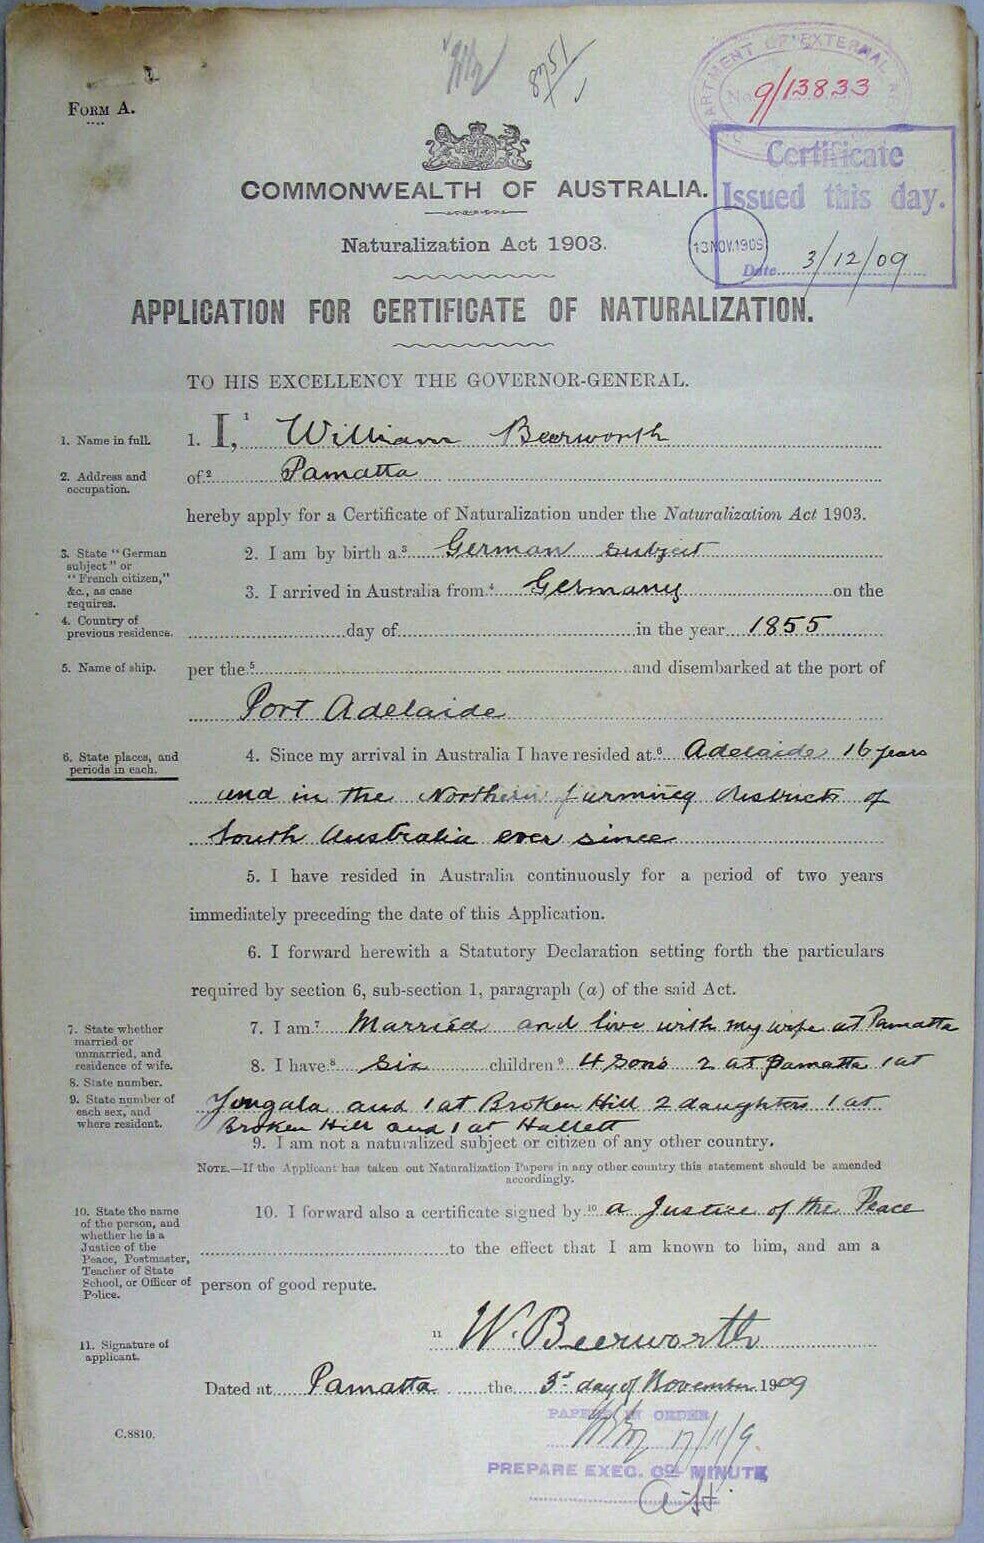 8751
DEPARTMENT OF EXTERNAL
No. 9/13833
FORM A.
COMMONWEALTH OF AUSTRALIA.
Certificate
Issued this day.
Naturalization Act 1903.
13 NOV. 1909
Date 3/12/09
APPLICATION FOR CERTIFICATE OF NATURALIZATION.
TO HIS EXCELLENCY THE GOVERNOR-GENERAL.
1. Name in full. 1. I,¹ William Beerworth
2. Address and occupation. of² Pamatta
hereby apply for a Certificate of Naturalization under the Naturalization Act 1903.
3. State "German subject" or "French citizen," &c., as case requires. 2. I am by birth a³ German subject
3. I arrived in Australia from⁴ Germany on the
4. Country of previous residence. day of in the year 1855
5. Name of ship. per the⁵ and disembarked at the port of
Port Adelaide
6. State places, and periods in each. 4. Since my arrival in Australia I have resided at⁶ Adelaide 16 years
and in the Northern farming districts of
South Australia ever since
5. I have resided in Australia continuously for a period of two years
immediately preceding the date of this Application.
6. I forward herewith a Statutory Declaration setting forth the particulars
required by section 6, sub-section 1, paragraph (a) of the said Act.
7. State whether married or unmarried, and residence of wife. 7. I am⁷ Married and live with my wife at Pamatta
8. State number. 8. I have⁸ Six children⁹ 4 Sons 2 at Pamatta 1 at
9. State number of each sex, and where resident. Yongala and 1 at Broken Hill 2 daughters 1 at
Broken Hill and 1 at Hallett
9. I am not a naturalized subject or citizen of any other country.
NOTE.—If the Applicant has taken out Naturalization Papers in any other country this statement should be amended
accordingly.
10. State the name of the person, and whether he is a Justice of the Peace, Postmaster, Teacher of State School, or Officer of Police. 10. I forward also a certificate signed by¹⁰ a Justice of the Peace
to the effect that I am known to him, and am a
person of good repute.
11. Signature of applicant. ¹¹ W. Beerworth
Dated at Pamatta the day of November 1909
PAPERS IN ORDER
C.8810.
17/11/9.
PREPARE EXEC. CO. MINUTE